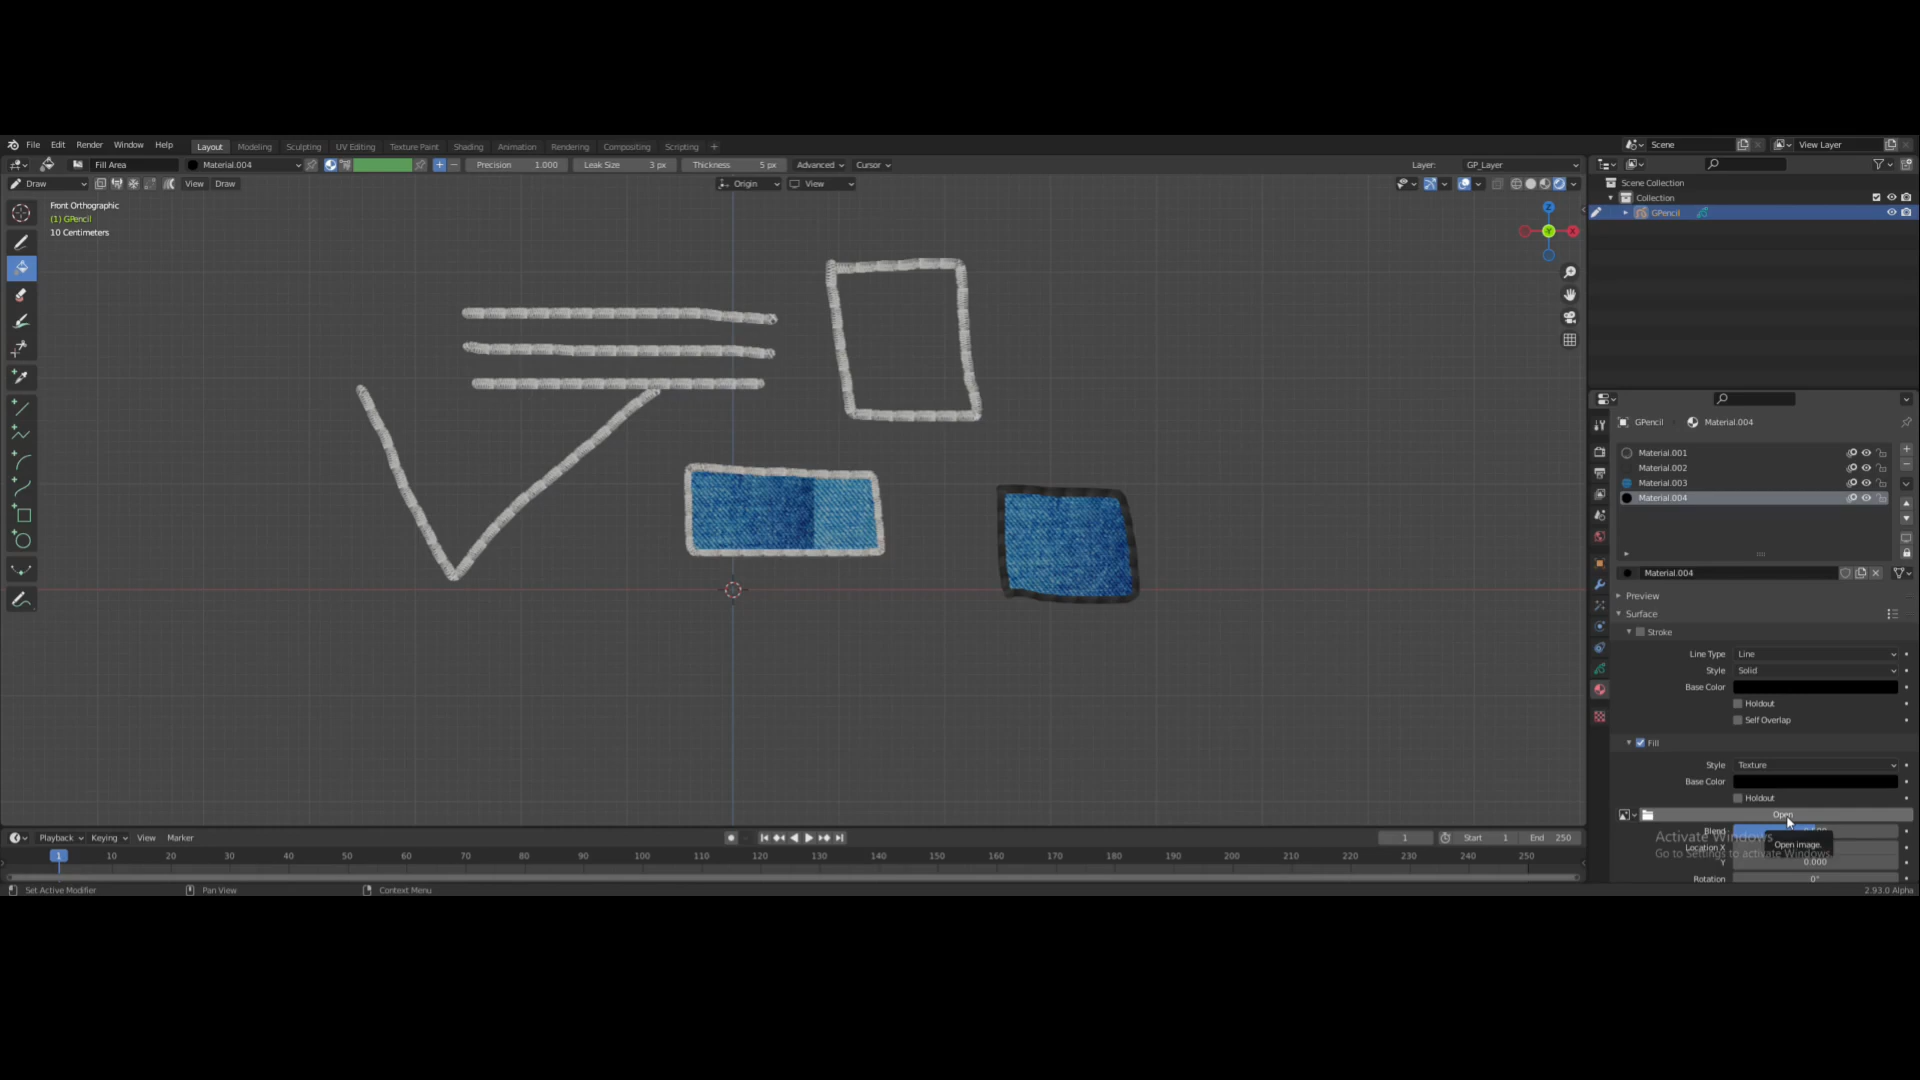 File Edit Render Window Help Layout Modeling Sculpting UV Editing Texture Paint Shading Animation Rendering Compositing Scripting + Scene View Layer
Fill Area Material.004 Precision 1.000 Leak Size 3 px Thickness 5 px Advanced Cursor Layer: GP_Layer
Draw View Draw Origin View
Scene Collection
Collection
GPencil
Front Orthographic
(1) GPencil
10 Centimeters
Z
Y
X
GPencil Material.004
Material.001
Material.002
Material.003
Material.004
Material.004
Preview
Surface
Stroke
Line Type Line
Style Solid
Base Color
Holdout
Self Overlap
Fill
Style Texture
Base Color
Holdout
Open
Blend
Activate Windows
Location X
Open image.
Go to Settings to activate Windows.
Y 0.000
Rotation 0°
Playback Keying View Marker 1 Start 1 End 250
1 10 20 30 40 50 60 70 80 90 100 110 120 130 140 150 160 170 180 190 200 210 220 230 240 250
Set Active Modifier Pan View Context Menu 2.93.0 Alpha